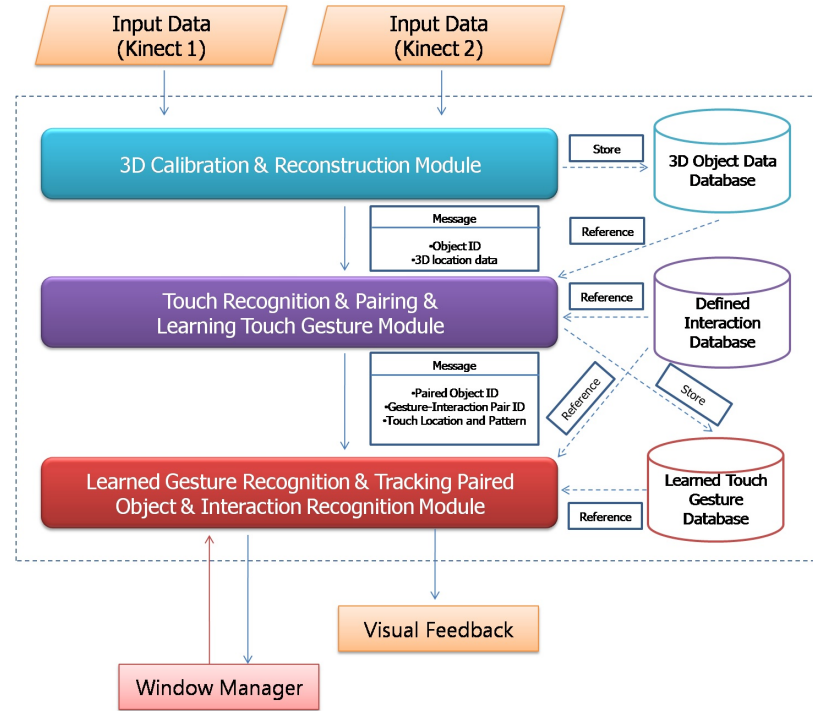 Input Data
(Kinect 1)
Input Data
(Kinect 2)
3D Calibration & Reconstruction Module
Store
3D Object Data
Database
Message
•Object ID
•3D location data
Reference
Touch Recognition & Pairing &
Learning Touch Gesture Module
Reference
Defined
Interaction
Database
Message
•Paired Object ID
•Gesture-Interaction Pair ID
•Touch Location and Pattern
Reference
Store
Learned Gesture Recognition & Tracking Paired
Object & Interaction Recognition Module
Reference
Learned Touch
Gesture
Database
Visual Feedback
Window Manager